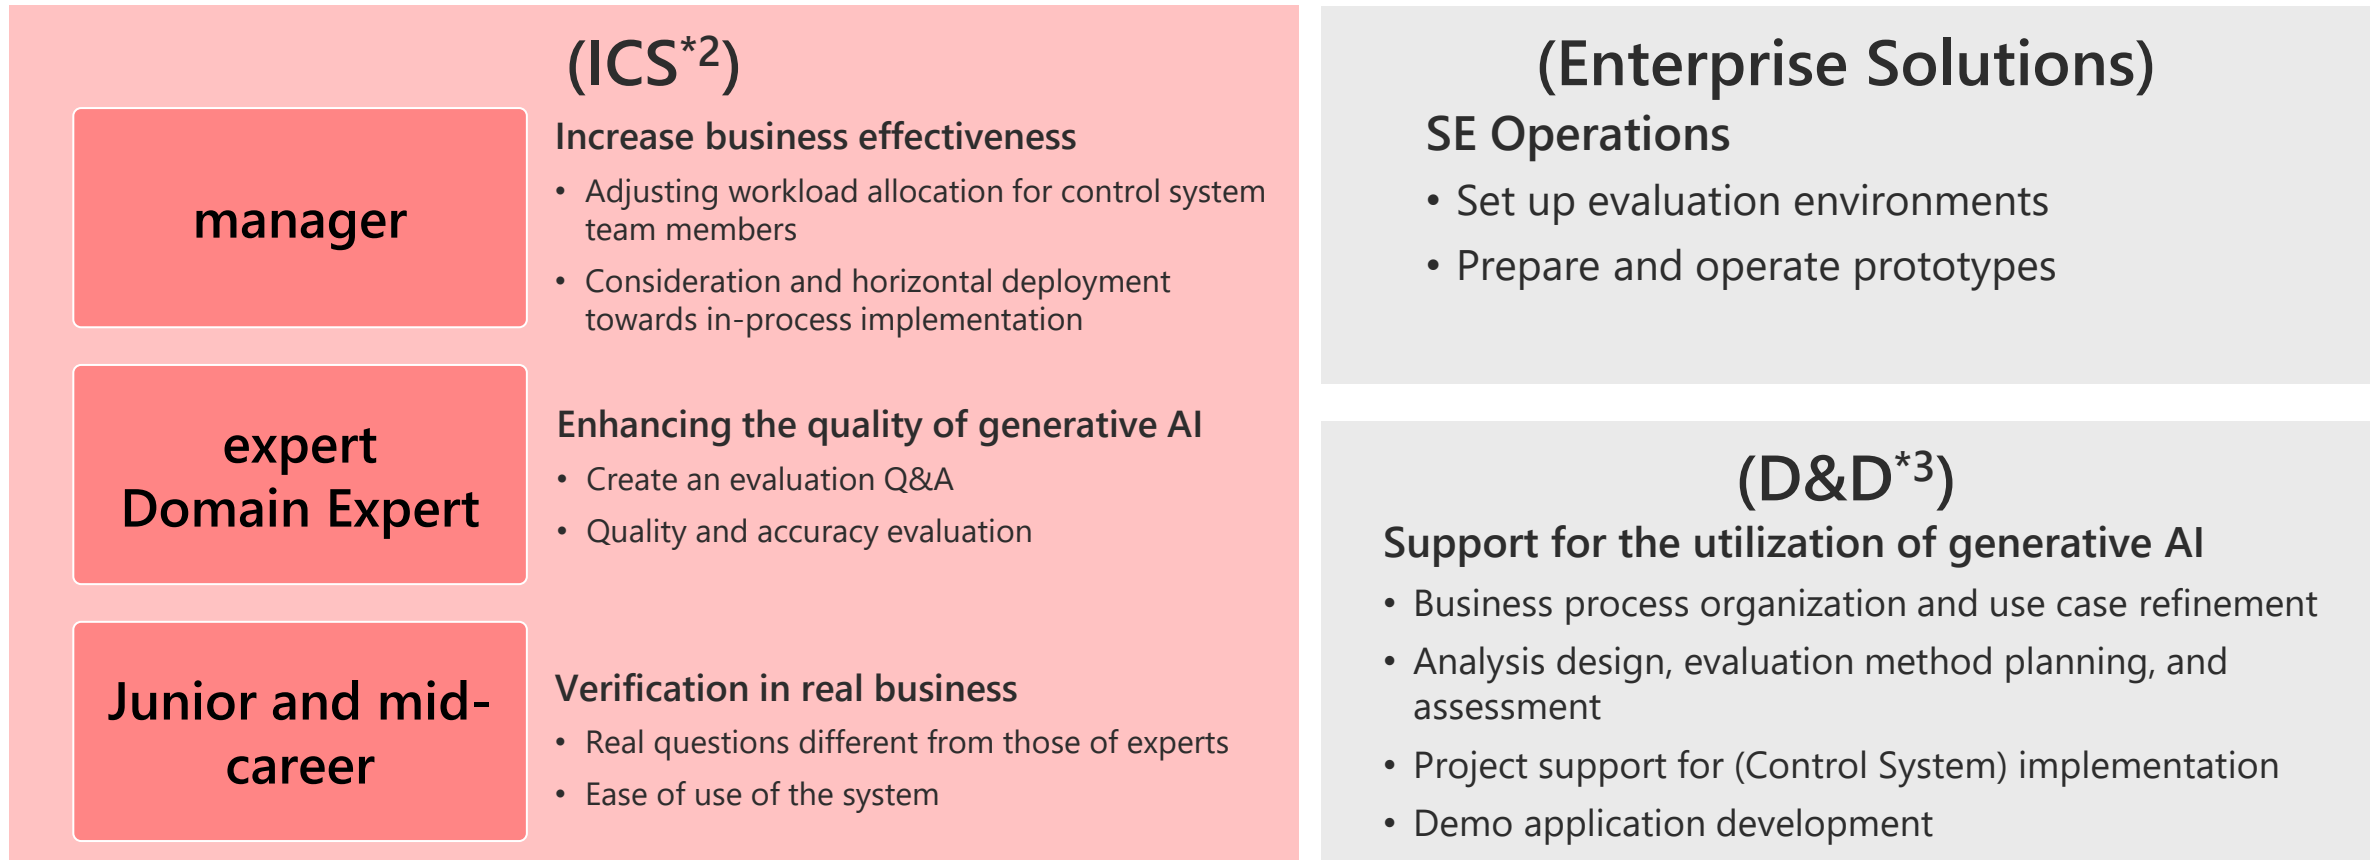 (ICS*2)
manager
Increase business effectiveness
• Adjusting workload allocation for control system
team members
• Consideration and horizontal deployment
towards in-process implementation
expert
Domain Expert
Enhancing the quality of generative AI
• Create an evaluation Q&A
• Quality and accuracy evaluation
Junior and mid-
career
Verification in real business
• Real questions different from those of experts
• Ease of use of the system
(Enterprise Solutions)
SE Operations
• Set up evaluation environments
• Prepare and operate prototypes
(D&D*3)
Support for the utilization of generative AI
• Business process organization and use case refinement
• Analysis design, evaluation method planning, and
assessment
• Project support for (Control System) implementation
• Demo application development